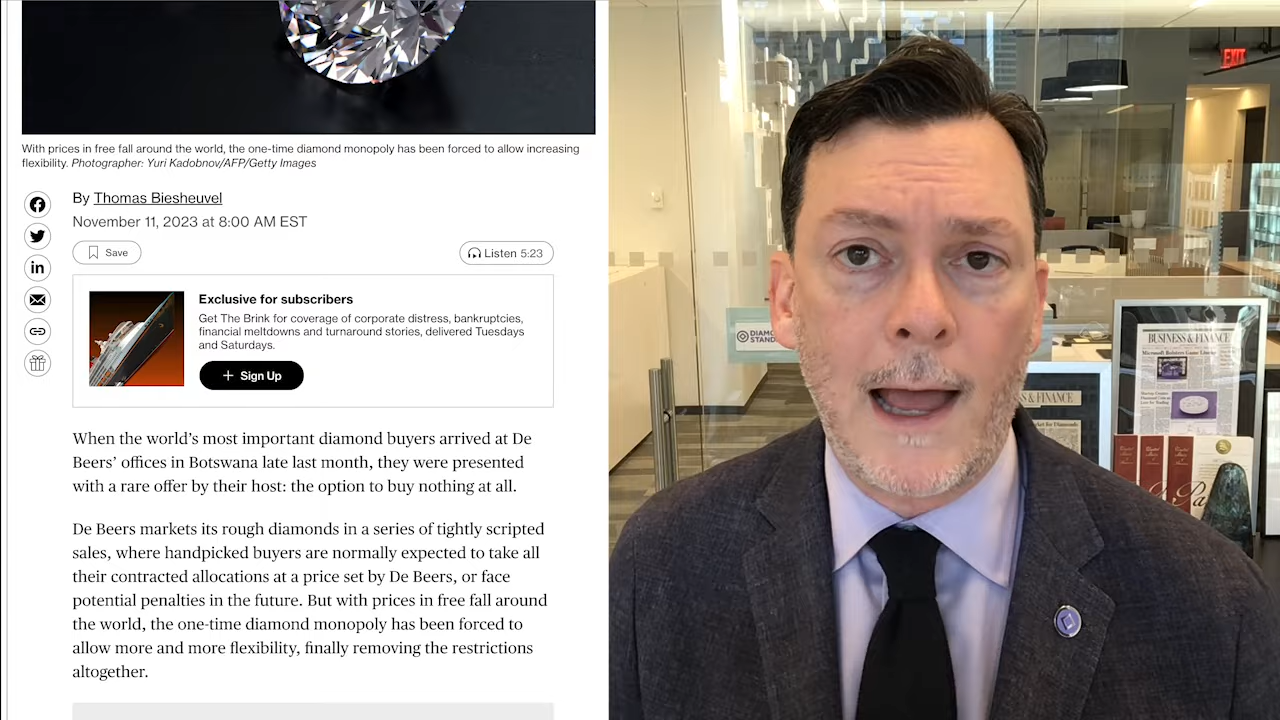 With prices in free fall around the world, the one-time diamond monopoly has been forced to allow increasing
flexibility. Photographer: Yuri Kadobnov/AFP/Getty Images
By Thomas Biesheuvel
November 11, 2023 at 8:00 AM EST
Save
Listen 5:23
Exclusive for subscribers
Get The Brink for coverage of corporate distress, bankruptcies,
financial meltdowns and turnaround stories, delivered Tuesdays
and Saturdays.
+ Sign Up
When the world's most important diamond buyers arrived at De
Beers' offices in Botswana late last month, they were presented
with a rare offer by their host: the option to buy nothing at all.
De Beers markets its rough diamonds in a series of tightly scripted
sales, where handpicked buyers are normally expected to take all
their contracted allocations at a price set by De Beers, or face
potential penalties in the future. But with prices in free fall around
the world, the one-time diamond monopoly has been forced to
allow more and more flexibility, finally removing the restrictions
altogether.
EXIT
DIAMO
STAND
BUSINESS & FINANCE
S & FINANCE